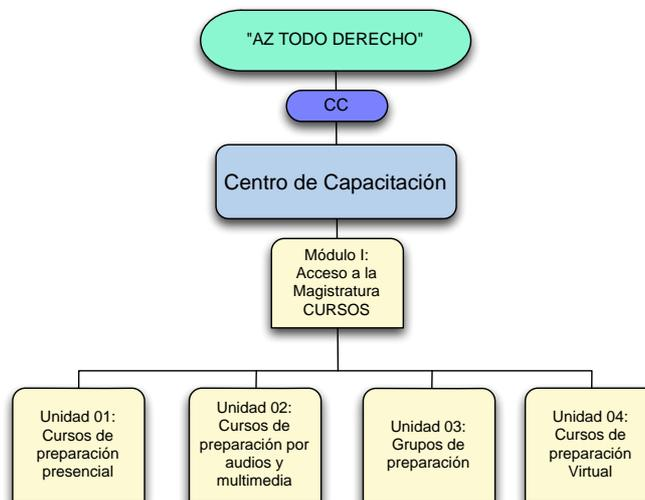 "AZ TODO DERECHO"
CC
Centro de Capacitación
Módulo I:
Acceso a la
Magistratura
CURSOS
Unidad 01:
Cursos de
preparación
presencial
Unidad 02:
Cursos de
preparación por
audios y
multimedia
Unidad 03:
Grupos de
preparación
Unidad 04:
Cursos de
preparación
Virtual